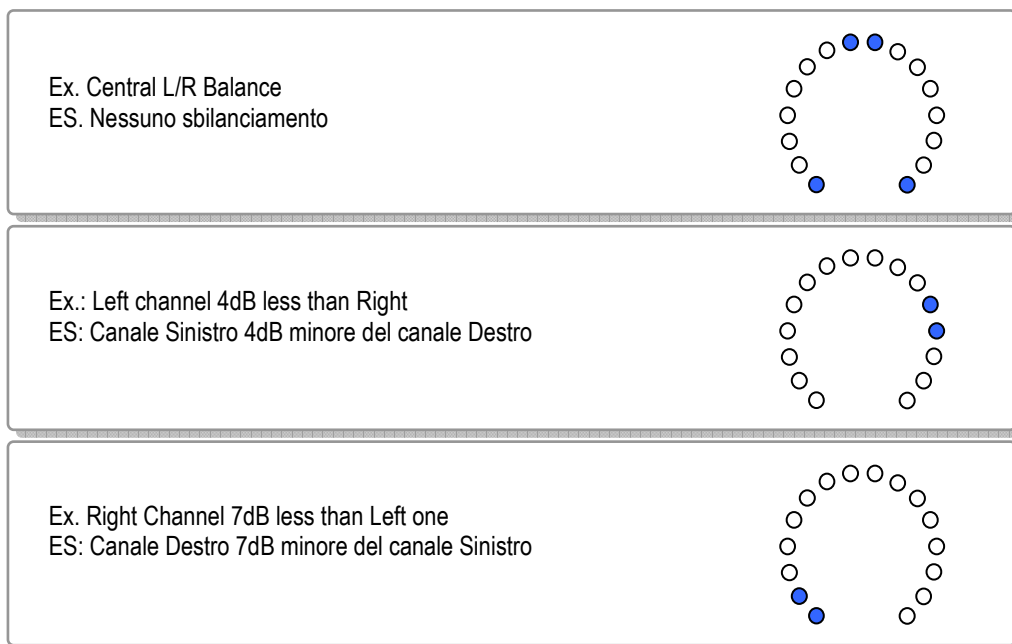 Ex. Central L/R Balance
ES. Nessuno sbilanciamento
Ex.: Left channel 4dB less than Right
ES: Canale Sinistro 4dB minore del canale Destro
Ex. Right Channel 7dB less than Left one
ES: Canale Destro 7dB minore del canale Sinistro